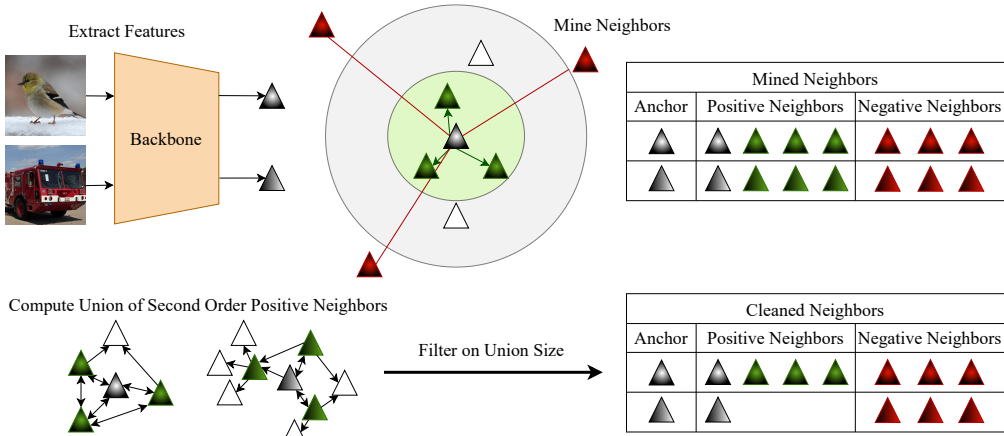 Extract Features
Backbone
Mine Neighbors
Mined Neighbors
Anchor Positive Neighbors Negative Neighbors
Compute Union of Second Order Positive Neighbors
Filter on Union Size
Cleaned Neighbors
Anchor Positive Neighbors Negative Neighbors